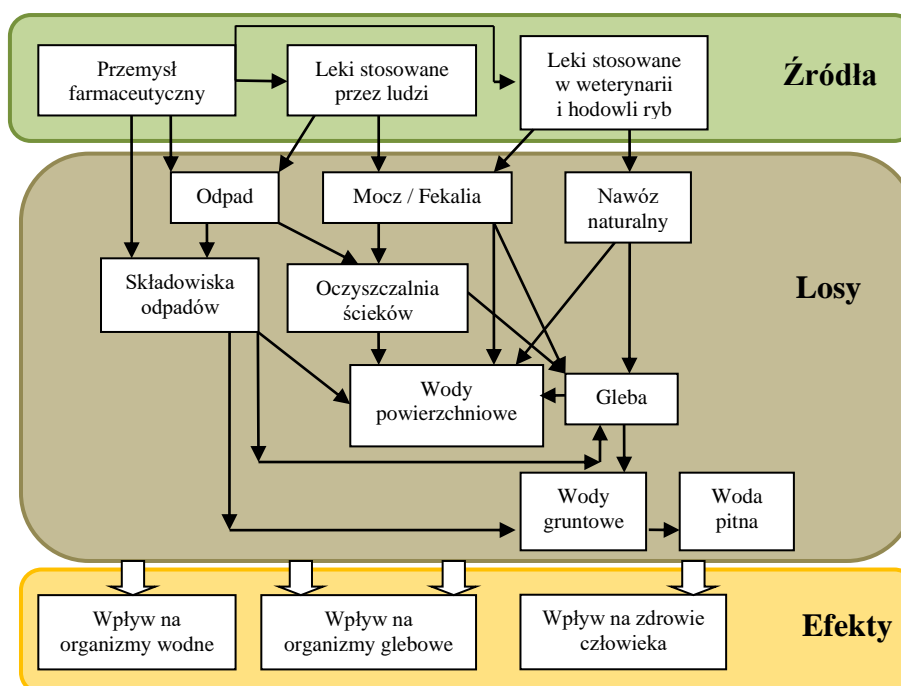 Przemysł
farmaceutyczny
Leki stosowane
przez ludzi
Leki stosowane
w weterynarii
i hodowli ryb
Źródła
Odpad
Mocz / Fekalia
Nawóz
naturalny
Składowiska
odpadów
Oczyszczalnia
ścieków
Losy
Wody
powierzchniowe
Gleba
Wody
gruntowe
Woda
pitna
Wpływ na
organizmy wodne
Wpływ na
organizmy glebowe
Wpływ na zdrowie
człowieka
Efekty